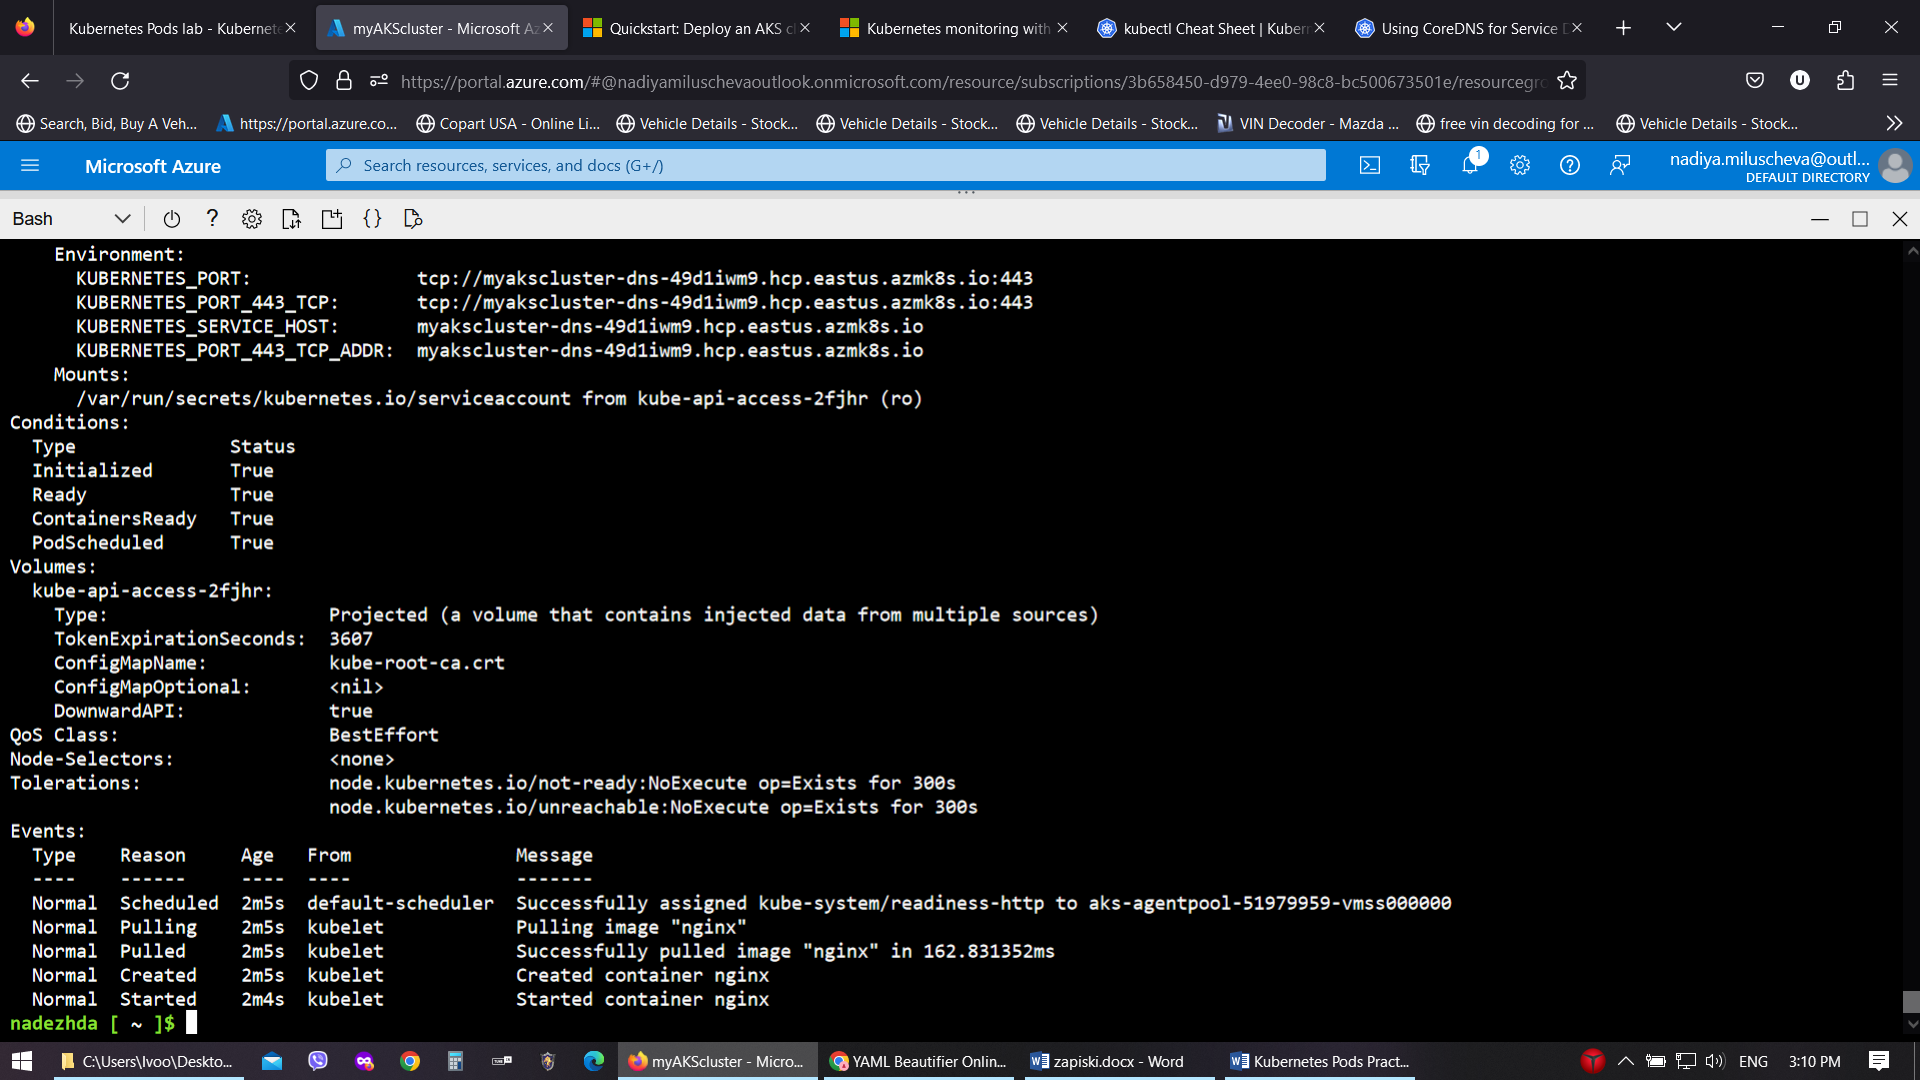 Kubernetes Pods lab - Kubernete
myAKScluster - Microsoft Az
Quickstart: Deploy an AKS cl
Kubernetes monitoring with
kubectl Cheat Sheet | Kubern
Using CoreDNS for Service D
https://portal.azure.com/#@nadiyamiluschevaoutlook.onmicrosoft.com/resource/subscriptions/3b658450-d979-4ee0-98c8-bc500673501e/resourcegro
U
Search, Bid, Buy A Veh...
https://portal.azure.co...
Copart USA - Online Li...
Vehicle Details - Stock...
Vehicle Details - Stock...
Vehicle Details - Stock...
VIN Decoder - Mazda ...
free vin decoding for ...
Vehicle Details - Stock...
Microsoft Azure
Search resources, services, and docs (G+/)
1
nadiya.miluscheva@outl...
DEFAULT DIRECTORY
Bash
Environment:
KUBERNETES_PORT: tcp://myakscluster-dns-49d1iwm9.hcp.eastus.azmk8s.io:443
KUBERNETES_PORT_443_TCP: tcp://myakscluster-dns-49d1iwm9.hcp.eastus.azmk8s.io:443
KUBERNETES_SERVICE_HOST: myakscluster-dns-49d1iwm9.hcp.eastus.azmk8s.io
KUBERNETES_PORT_443_TCP_ADDR: myakscluster-dns-49d1iwm9.hcp.eastus.azmk8s.io
Mounts:
/var/run/secrets/kubernetes.io/serviceaccount from kube-api-access-2fjhr (ro)
Conditions:
Type Status
Initialized True
Ready True
ContainersReady True
PodScheduled True
Volumes:
kube-api-access-2fjhr:
Type: Projected (a volume that contains injected data from multiple sources)
TokenExpirationSeconds: 3607
ConfigMapName: kube-root-ca.crt
ConfigMapOptional: <nil>
DownwardAPI: true
QoS Class: BestEffort
Node-Selectors: <none>
Tolerations: node.kubernetes.io/not-ready:NoExecute op=Exists for 300s
node.kubernetes.io/unreachable:NoExecute op=Exists for 300s
Events:
Type Reason Age From Message
---- ------ ---- ---- -------
Normal Scheduled 2m5s default-scheduler Successfully assigned kube-system/readiness-http to aks-agentpool-51979959-vmss000000
Normal Pulling 2m5s kubelet Pulling image "nginx"
Normal Pulled 2m5s kubelet Successfully pulled image "nginx" in 162.831352ms
Normal Created 2m5s kubelet Created container nginx
Normal Started 2m4s kubelet Started container nginx
nadezhda [ ~ ]$
C:\Users\Ivoo\Deskto...
myAKScluster - Micro...
YAML Beautifier Onlin...
zapiski.docx - Word
Kubernetes Pods Pract...
ENG
3:10 PM